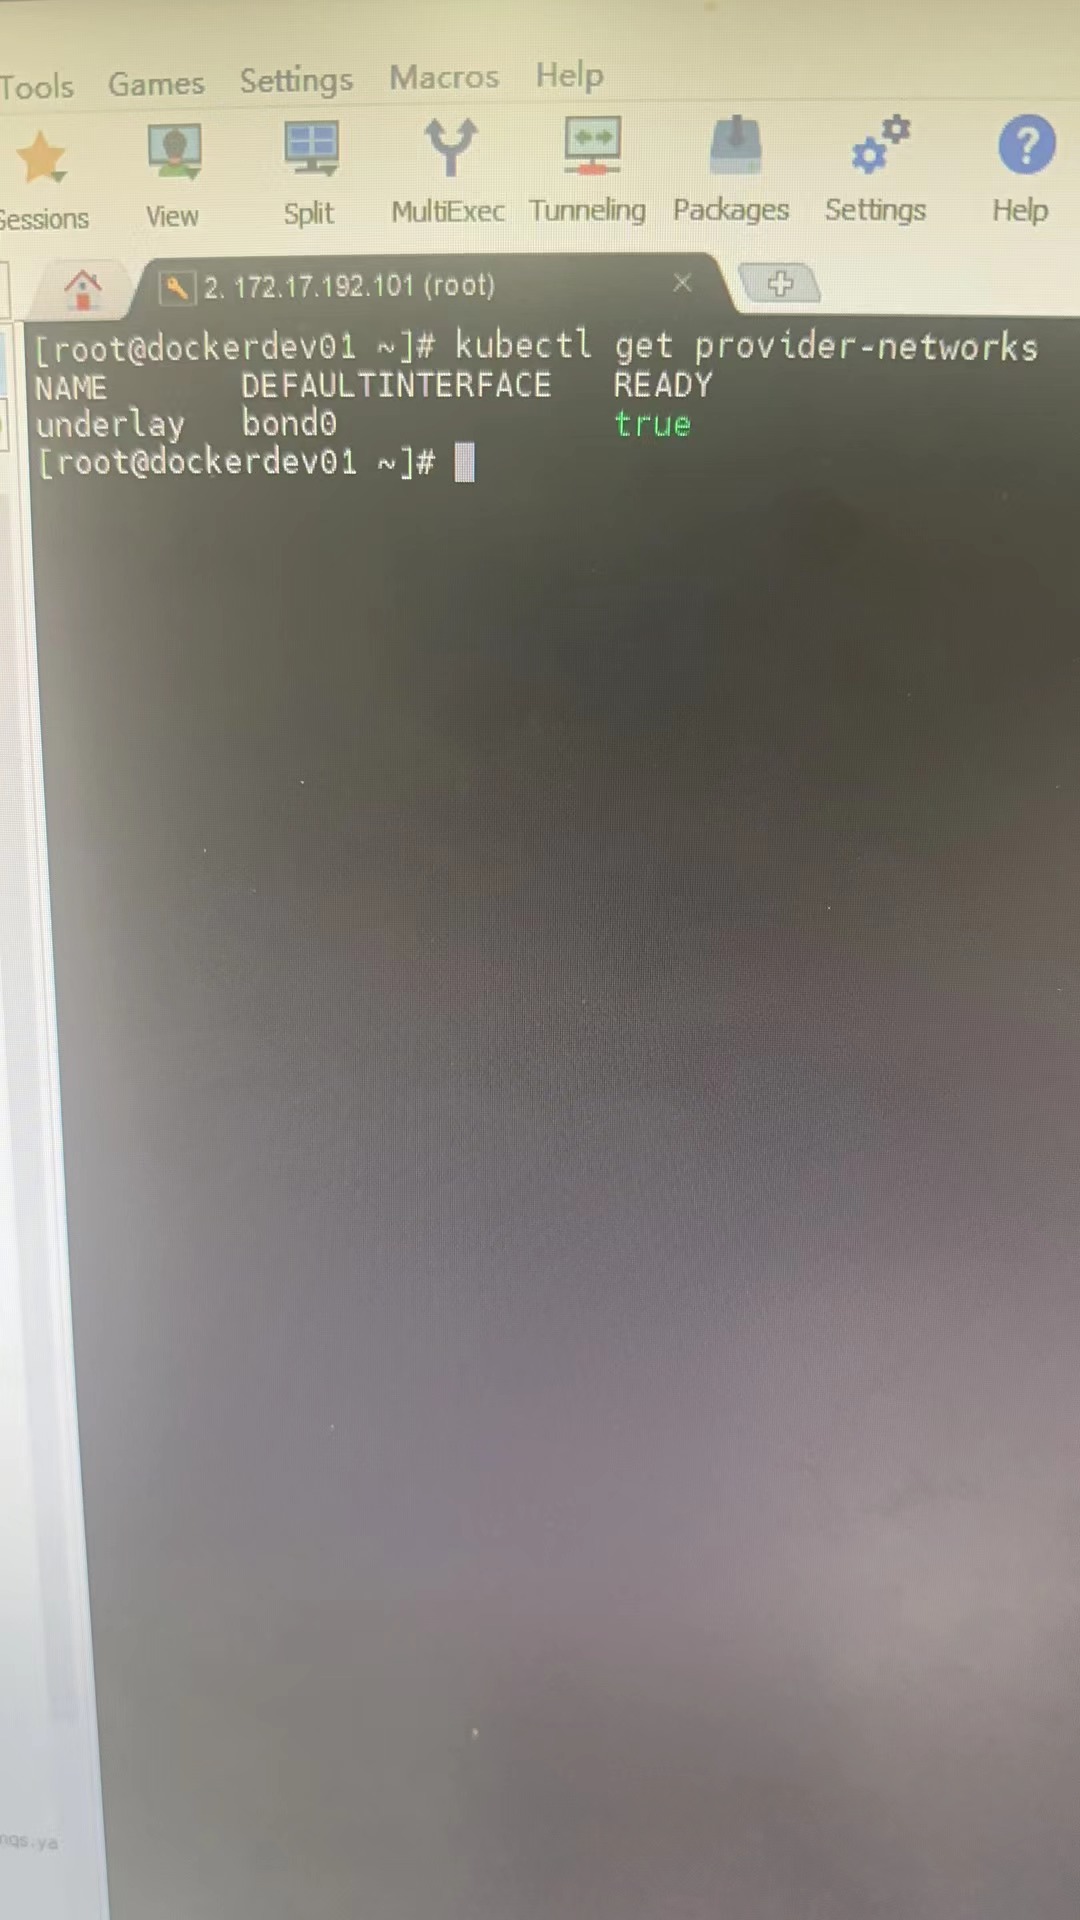 Tools Games Settings Macros Help
Sessions View Split MultiExec Tunneling Packages Settings Help
2. 172.17.192.101 (root)
[root@dockerdev01 ~]# kubectl get provider-networks
NAME DEFAULTINTERFACE READY
underlay bond0 true
[root@dockerdev01 ~]#
ngs.ya